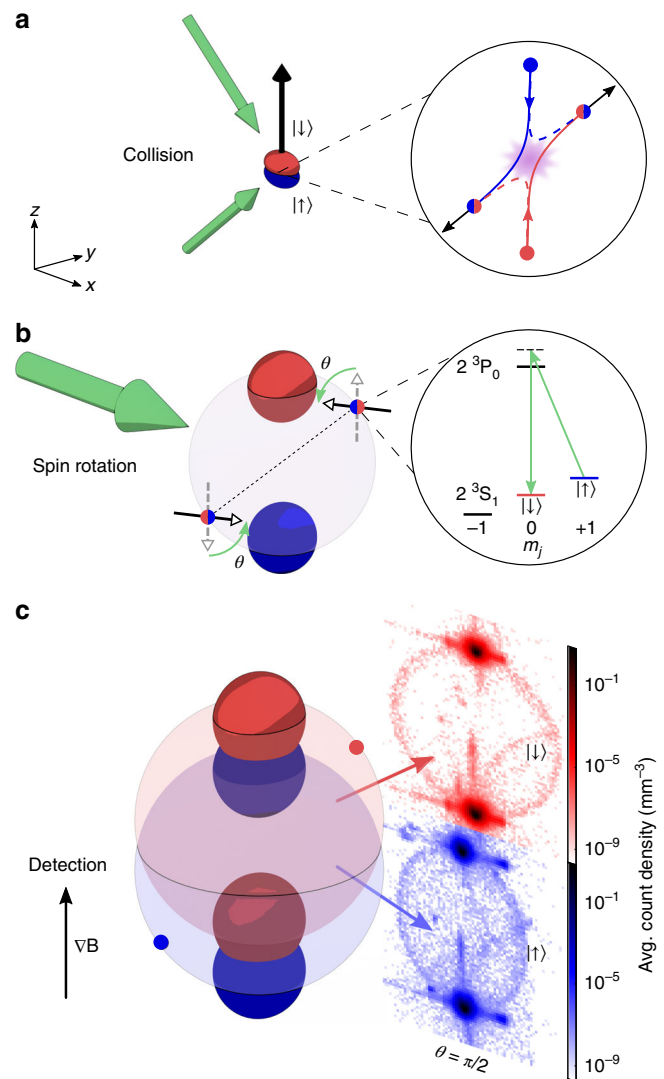 a
Collision
|↓⟩
|↑⟩
z
y
x
b
Spin rotation
θ
θ
2 ³P₀
2 ³S₁
|↓⟩
|↑⟩
−1
0
+1
mⱼ
c
Detection
∇B
|↓⟩
|↑⟩
θ = π/2
10⁻¹
10⁻⁵
10⁻⁹
10⁻¹
10⁻⁵
10⁻⁹
Avg. count density (mm⁻³)